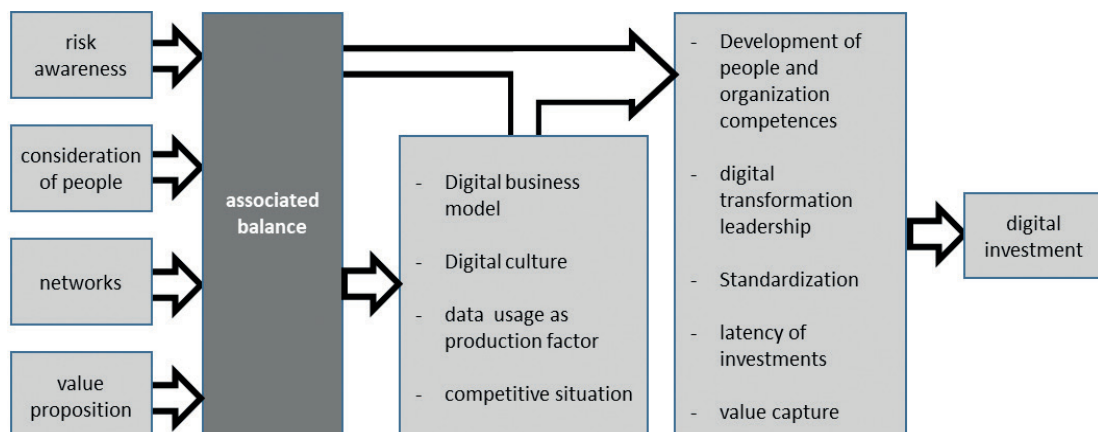 risk
awareness
consideration
of people
networks
value
proposition
associated
balance
- Digital business
model
- Digital culture
- data usage as
production factor
- competitive situation
- Development of
people and
organization
competences
- digital
transformation
leadership
- Standardization
- latency of
investments
- value capture
digital
investment